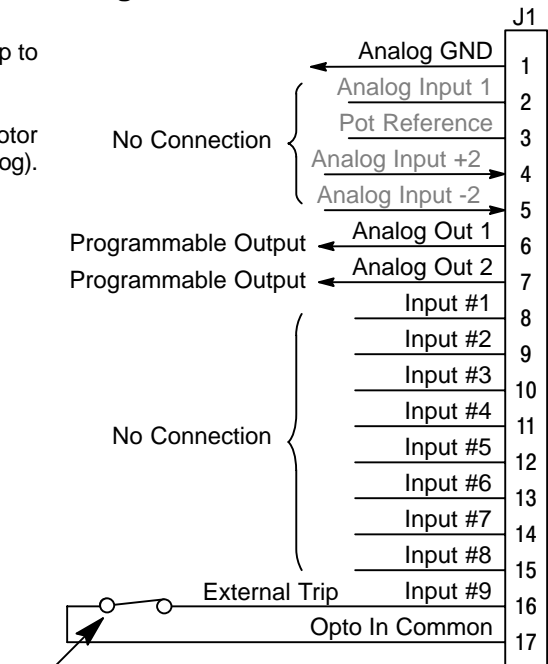 J1
p to
Analog GND 1
Analog Input 1 2
otor
Pot Reference 3
No Connection
og).
Analog Input +2 4
Analog Input -2 5
Programmable Output Analog Out 1 6
Programmable Output Analog Out 2 7
Input #1 8
Input #2 9
Input #3 10
Input #4 11
No Connection
Input #5 12
Input #6 13
Input #7 14
Input #8 15
External Trip Input #9 16
Opto In Common 17